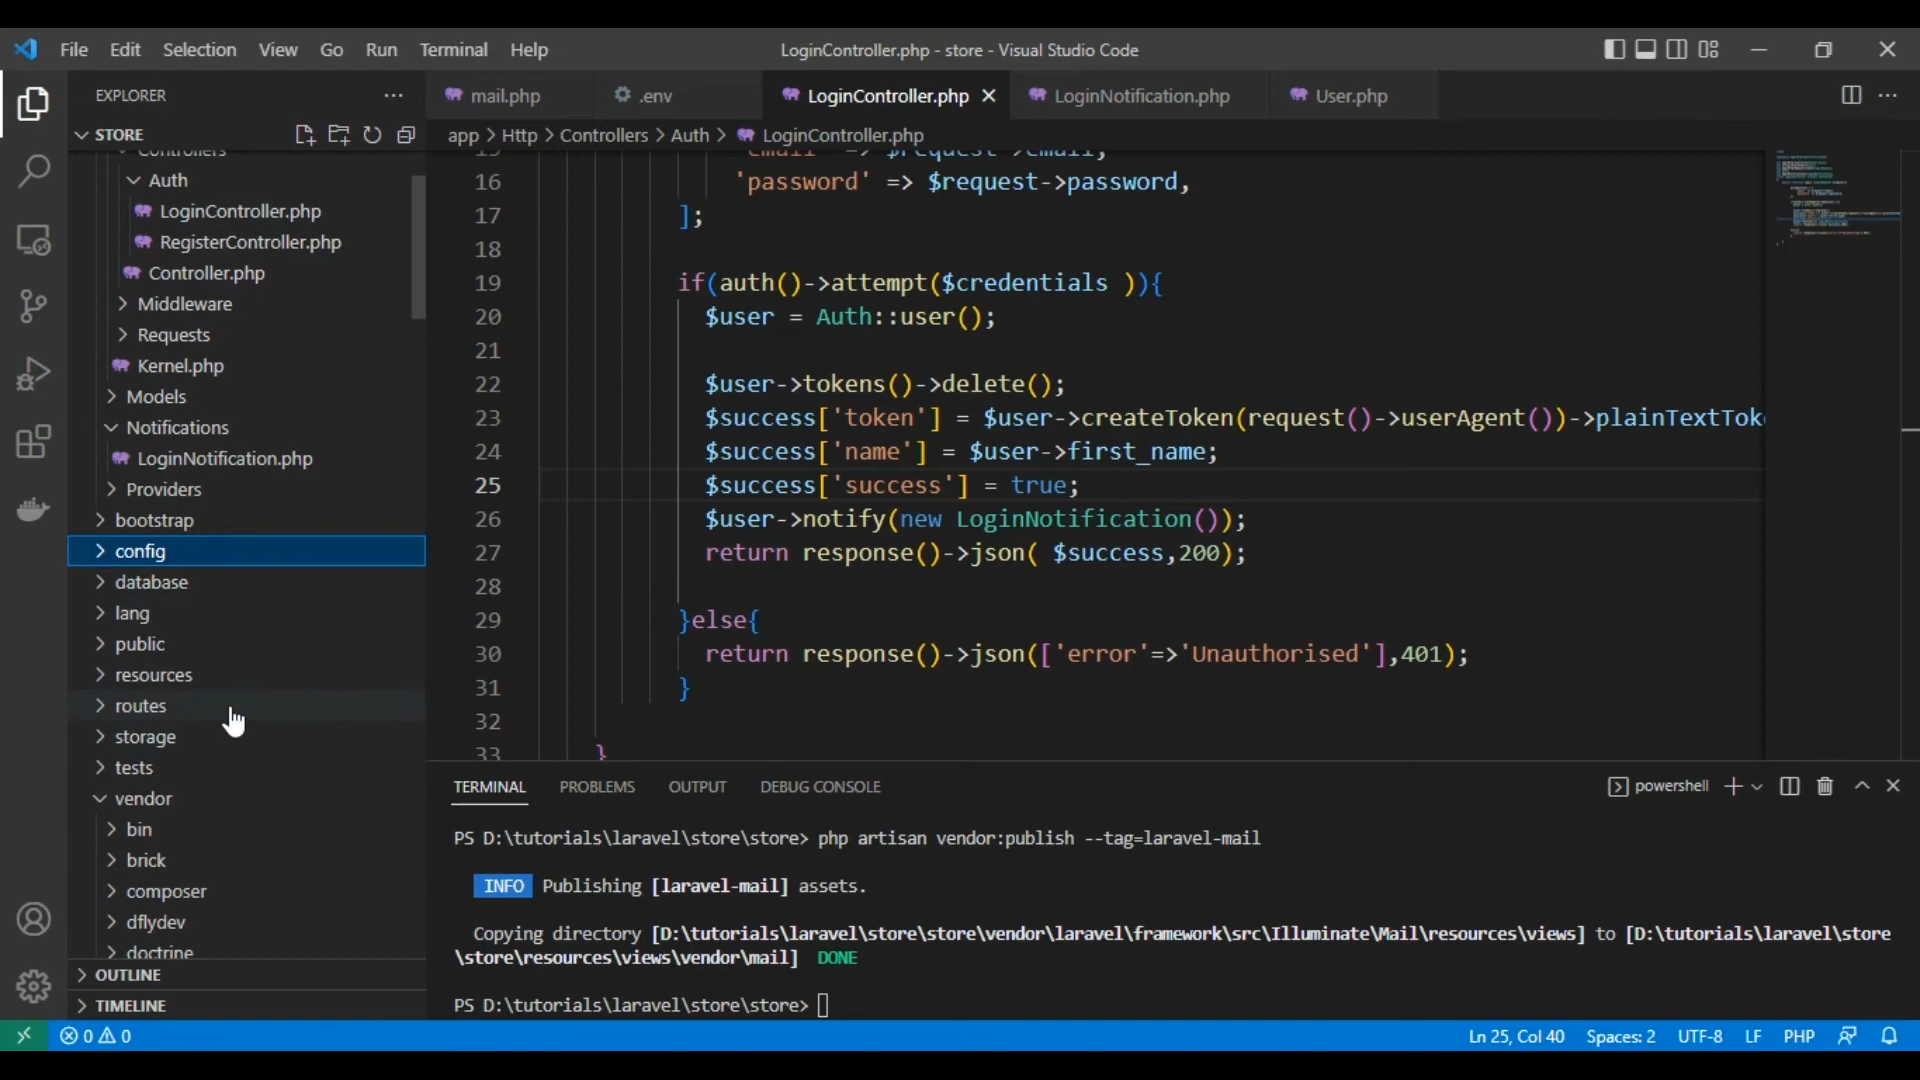 File Edit Selection View Go Run Terminal Help
LoginController.php - store - Visual Studio Code
EXPLORER
STORE
Controllers
Auth
LoginController.php
RegisterController.php
Controller.php
Middleware
Requests
Kernel.php
Models
Notifications
LoginNotification.php
Providers
bootstrap
config
database
lang
public
resources
routes
storage
tests
vendor
bin
brick
composer
dflydev
doctrine
OUTLINE
TIMELINE
mail.php .env LoginController.php LoginNotification.php User.php
app > Http > Controllers > Auth > LoginController.php
15 'email' => $request->email,
16 'password' => $request->password,
17 ];
18
19 if(auth()->attempt($credentials )){
20 $user = Auth::user();
21
22 $user->tokens()->delete();
23 $success['token'] = $user->createToken(request()->userAgent())->plainTextTok
24 $success['name'] = $user->first_name;
25 $success['success'] = true;
26 $user->notify(new LoginNotification());
27 return response()->json( $success,200);
28
29 }else{
30 return response()->json(['error'=>'Unauthorised'],401);
31 }
32
33 }
TERMINAL PROBLEMS OUTPUT DEBUG CONSOLE
powershell
PS D:\tutorials\laravel\store\store> php artisan vendor:publish --tag=laravel-mail
INFO Publishing [laravel-mail] assets.
Copying directory [D:\tutorials\laravel\store\store\vendor\laravel\framework\src\Illuminate\Mail\resources\views] to [D:\tutorials\laravel\store
\store\resources\views\vendor\mail] DONE
PS D:\tutorials\laravel\store\store>
0 0
Ln 25, Col 40 Spaces: 2 UTF-8 LF PHP